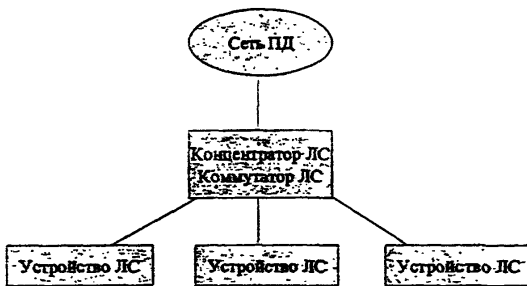 Сеть ПД
Концентратор ЛС
Коммутатор ЛС
Устройство ЛС
Устройство ЛС
Устройство ЛС